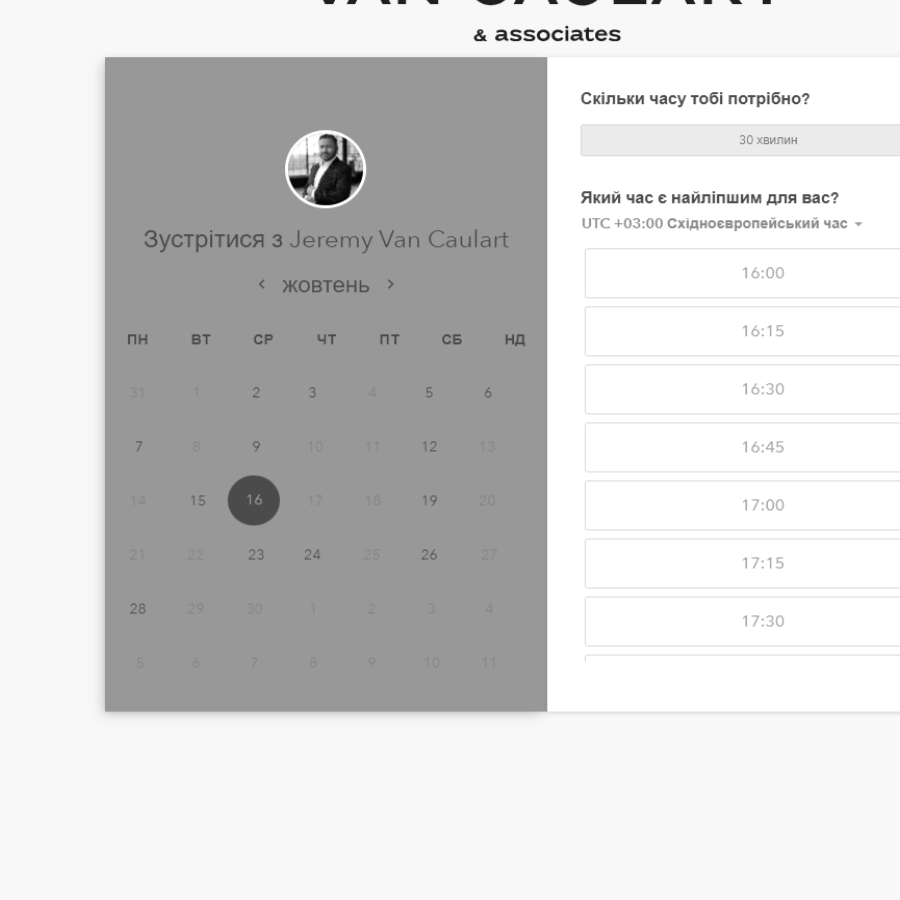 VAN CAULART
& associates
Зустрітися з Jeremy Van Caulart
жовтень
ПН ВТ СР ЧТ ПТ СБ НД
31 1 2 3 4 5 6
7 8 9 10 11 12 13
14 15 16 17 18 19 20
21 22 23 24 25 26 27
28 29 30 1 2 3 4
5 6 7 8 9 10 11
Скільки часу тобі потрібно?
30 хвилин
Який час є найліпшим для вас?
UTC +03:00 Східноєвропейський час
16:00
16:15
16:30
16:45
17:00
17:15
17:30